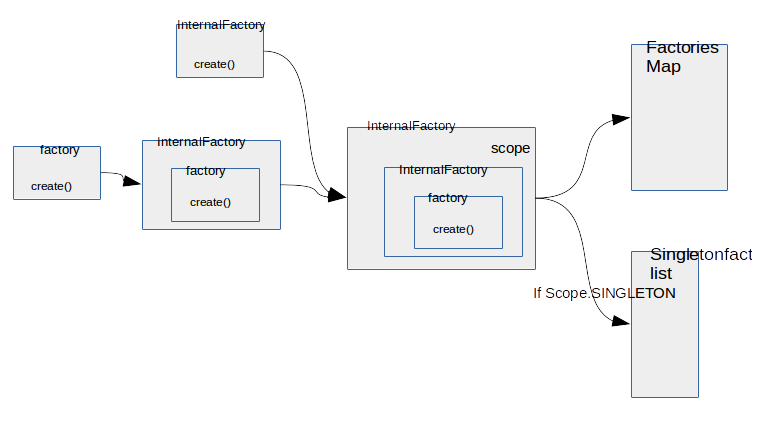 InternalFactory
create()
factory
create()
InternalFactory
factory
create()
InternalFactory
scope
InternalFactory
factory
create()
Factories
Map
Singletonfact
list
If Scope.SINGLETON